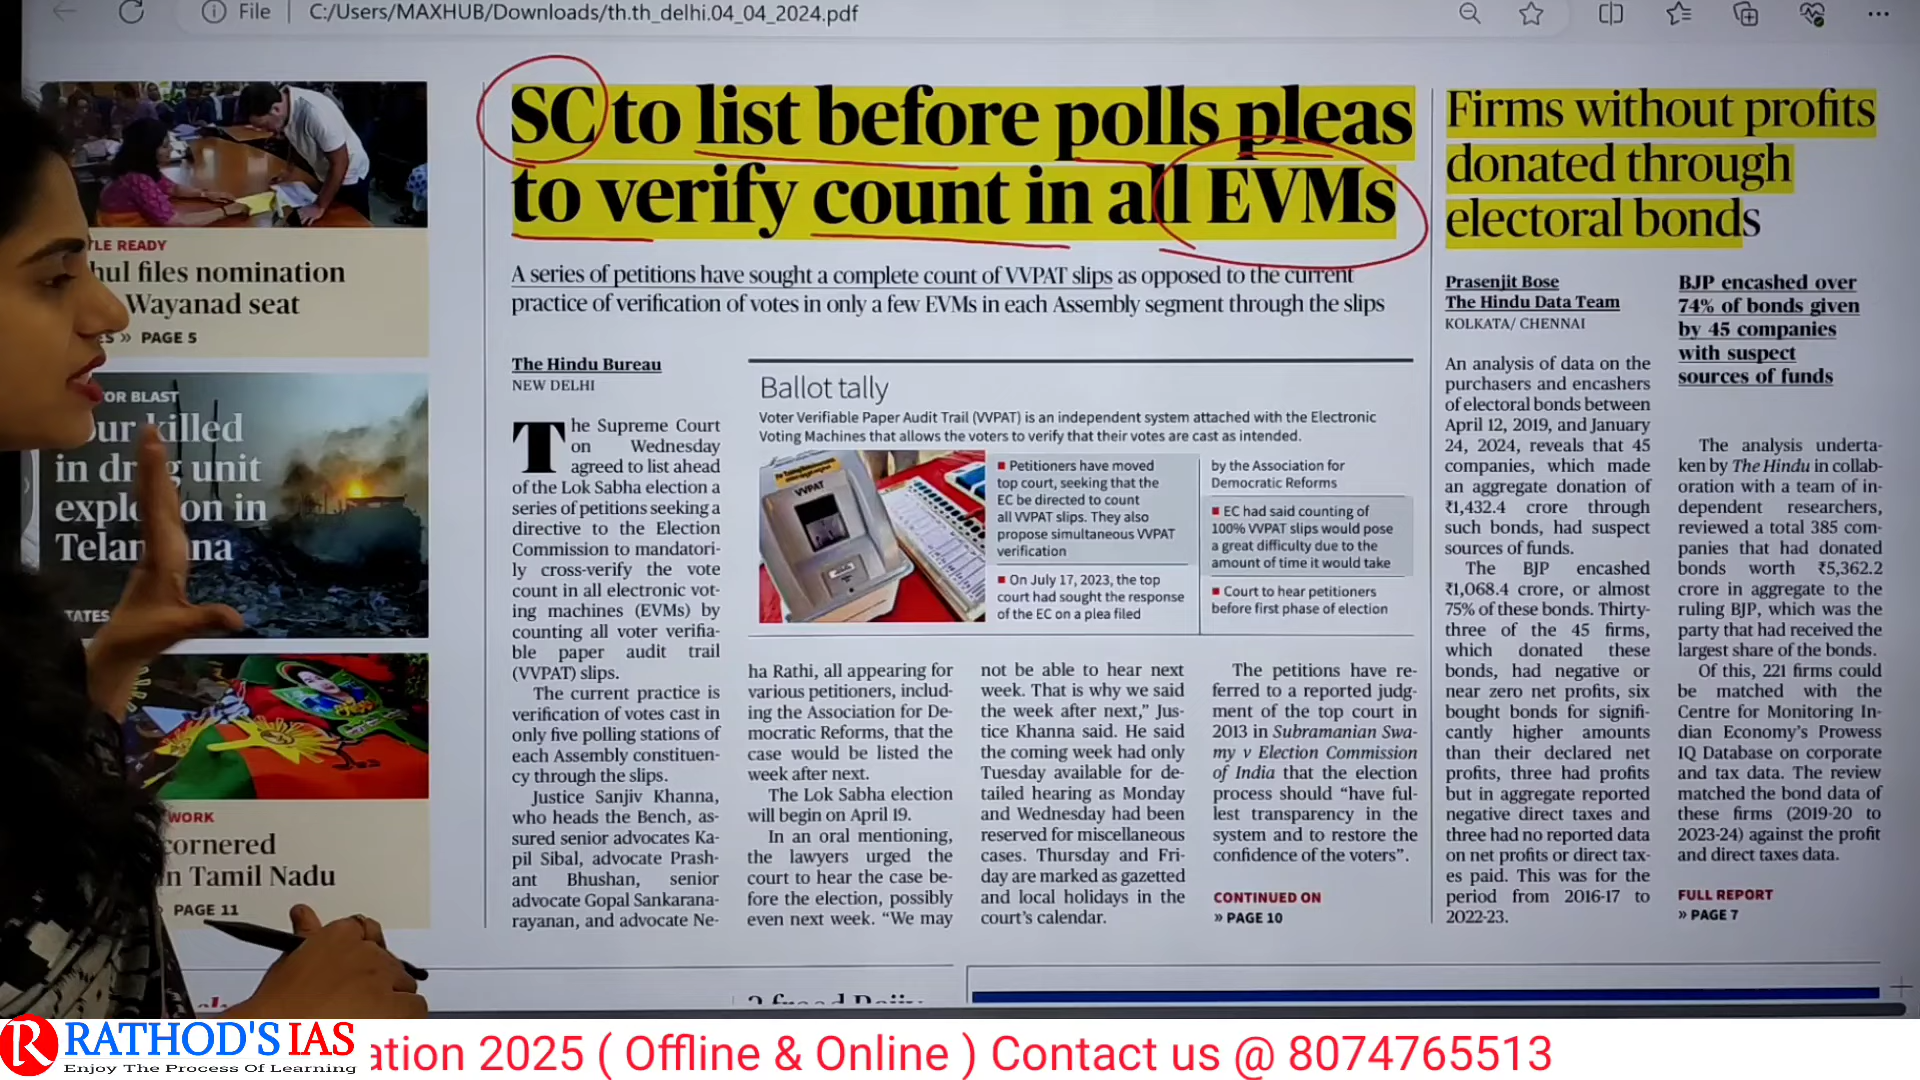 File
C:/Users/MAXHUB/Downloads/th.th_delhi.04_04_2024.pdf
TLE READY
hul files nomination
Wayanad seat
ES » PAGE 5
TOR BLAST
our killed
in drug unit
explosion in
Telangana
TATES
WORK
cornered
in Tamil Nadu
PAGE 11
SC to list before polls pleas
to verify count in all EVMs
A series of petitions have sought a complete count of VVPAT slips as opposed to the current
practice of verification of votes in only a few EVMs in each Assembly segment through the slips
The Hindu Bureau
NEW DELHI
The Supreme Court
on Wednesday
agreed to list ahead
of the Lok Sabha election a
series of petitions seeking a
directive to the Election
Commission to mandatori-
ly cross-verify the vote
count in all electronic vot-
ing machines (EVMs) by
counting all voter verifia-
ble paper audit trail
(VVPAT) slips.
The current practice is
verification of votes cast in
only five polling stations of
each Assembly constituen-
cy through the slips.
Justice Sanjiv Khanna,
who heads the Bench, as-
sured senior advocates Ka-
pil Sibal, advocate Prash-
ant Bhushan, senior
advocate Gopal Sankarana-
rayanan, and advocate Ne-
Ballot tally
Voter Verifiable Paper Audit Trail (VVPAT) is an independent system attached with the Electronic
Voting Machines that allows the voters to verify that their votes are cast as intended.
VVPAT
■ Petitioners have moved
top court, seeking that the
EC be directed to count
all VVPAT slips. They also
propose simultaneous VVPAT
verification
■ On July 17, 2023, the top
court had sought the response
of the EC on a plea filed
by the Association for
Democratic Reforms
■ EC had said counting of
100% VVPAT slips would pose
a great difficulty due to the
amount of time it would take
■ Court to hear petitioners
before first phase of election
ha Rathi, all appearing for
various petitioners, includ-
ing the Association for De-
mocratic Reforms, that the
case would be listed the
week after next.
The Lok Sabha election
will begin on April 19.
In an oral mentioning,
the lawyers urged the
court to hear the case be-
fore the election, possibly
even next week. “We may
not be able to hear next
week. That is why we said
the week after next,” Jus-
tice Khanna said. He said
the coming week had only
Tuesday available for de-
tailed hearing as Monday
and Wednesday had been
reserved for miscellaneous
cases. Thursday and Fri-
day are marked as gazetted
and local holidays in the
court’s calendar.
The petitions have re-
ferred to a reported judg-
ment of the top court in
2013 in Subramanian Swa-
my v Election Commission
of India that the election
process should “have ful-
lest transparency in the
system and to restore the
confidence of the voters”.
CONTINUED ON
» PAGE 10
Firms without profits
donated through
electoral bonds
Prasenjit Bose
The Hindu Data Team
KOLKATA/ CHENNAI
An analysis of data on the
purchasers and encashers
of electoral bonds between
April 12, 2019, and January
24, 2024, reveals that 45
companies, which made
an aggregate donation of
₹1,432.4 crore through
such bonds, had suspect
sources of funds.
The BJP encashed
₹1,068.4 crore, or almost
75% of these bonds. Thirty-
three of the 45 firms,
which donated these
bonds, had negative or
near zero net profits, six
bought bonds for signifi-
cantly higher amounts
than their declared net
profits, three had profits
but in aggregate reported
negative direct taxes and
three had no reported data
on net profits or direct tax-
es paid. This was for the
period from 2016-17 to
2022-23.
BJP encashed over
74% of bonds given
by 45 companies
with suspect
sources of funds
The analysis underta-
ken by The Hindu in collab-
oration with a team of in-
dependent researchers,
reviewed a total 385 com-
panies that had donated
bonds worth ₹5,362.2
crore in aggregate to the
ruling BJP, which was the
party that had received the
largest share of the bonds.
Of this, 221 firms could
be matched with the
Centre for Monitoring In-
dian Economy’s Prowess
IQ Database on corporate
and tax data. The review
matched the bond data of
these firms (2019-20 to
2023-24) against the profit
and direct taxes data.
FULL REPORT
» PAGE 7
RATHOD'S IAS
Enjoy The Process Of Learning
ation 2025 ( Offline & Online ) Contact us @ 8074765513